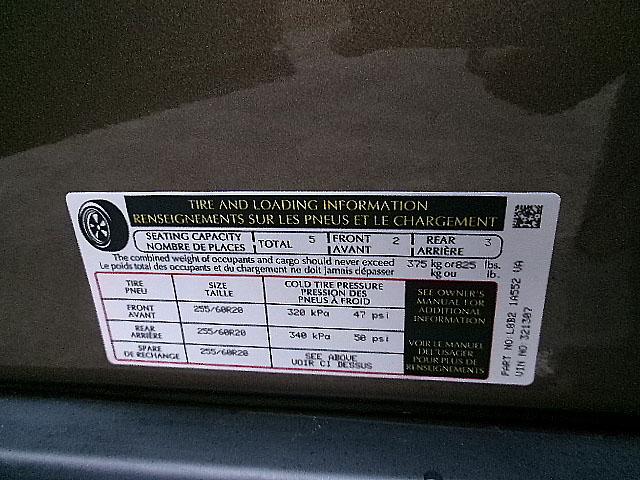 TIRE AND LOADING INFORMATION
RENSEIGNEMENTS SUR LES PNEUS ET LE CHARGEMENT
SEATING CAPACITY
NOMBRE DE PLACES
TOTAL 5
FRONT
AVANT
2
REAR
ARRIÈRE
3
The combined weight of occupants and cargo should never exceed 375 kg or 825 lbs.
Le poids total des occupants et du chargement ne doit jamais dépasser kg ou lb.
TIRE
PNEU
SIZE
TAILLE
COLD TIRE PRESSURE
PRESSION DES
PNEUS À FROID
FRONT
AVANT
255/60R20
320 kPa 47 psi
REAR
ARRIÈRE
255/60R20
340 kPa 50 psi
SPARE
DE RECHANGE
255/60R20
SEE ABOVE
VOIR CI DESSUS
SEE OWNER'S
MANUAL FOR
ADDITIONAL
INFORMATION
VOIR LE MANUEL
DE L'USAGER
POUR PLUS DE
RENSEIGNEMENTS
PART NO L8B2 1A552 VA
VIN NO 321307